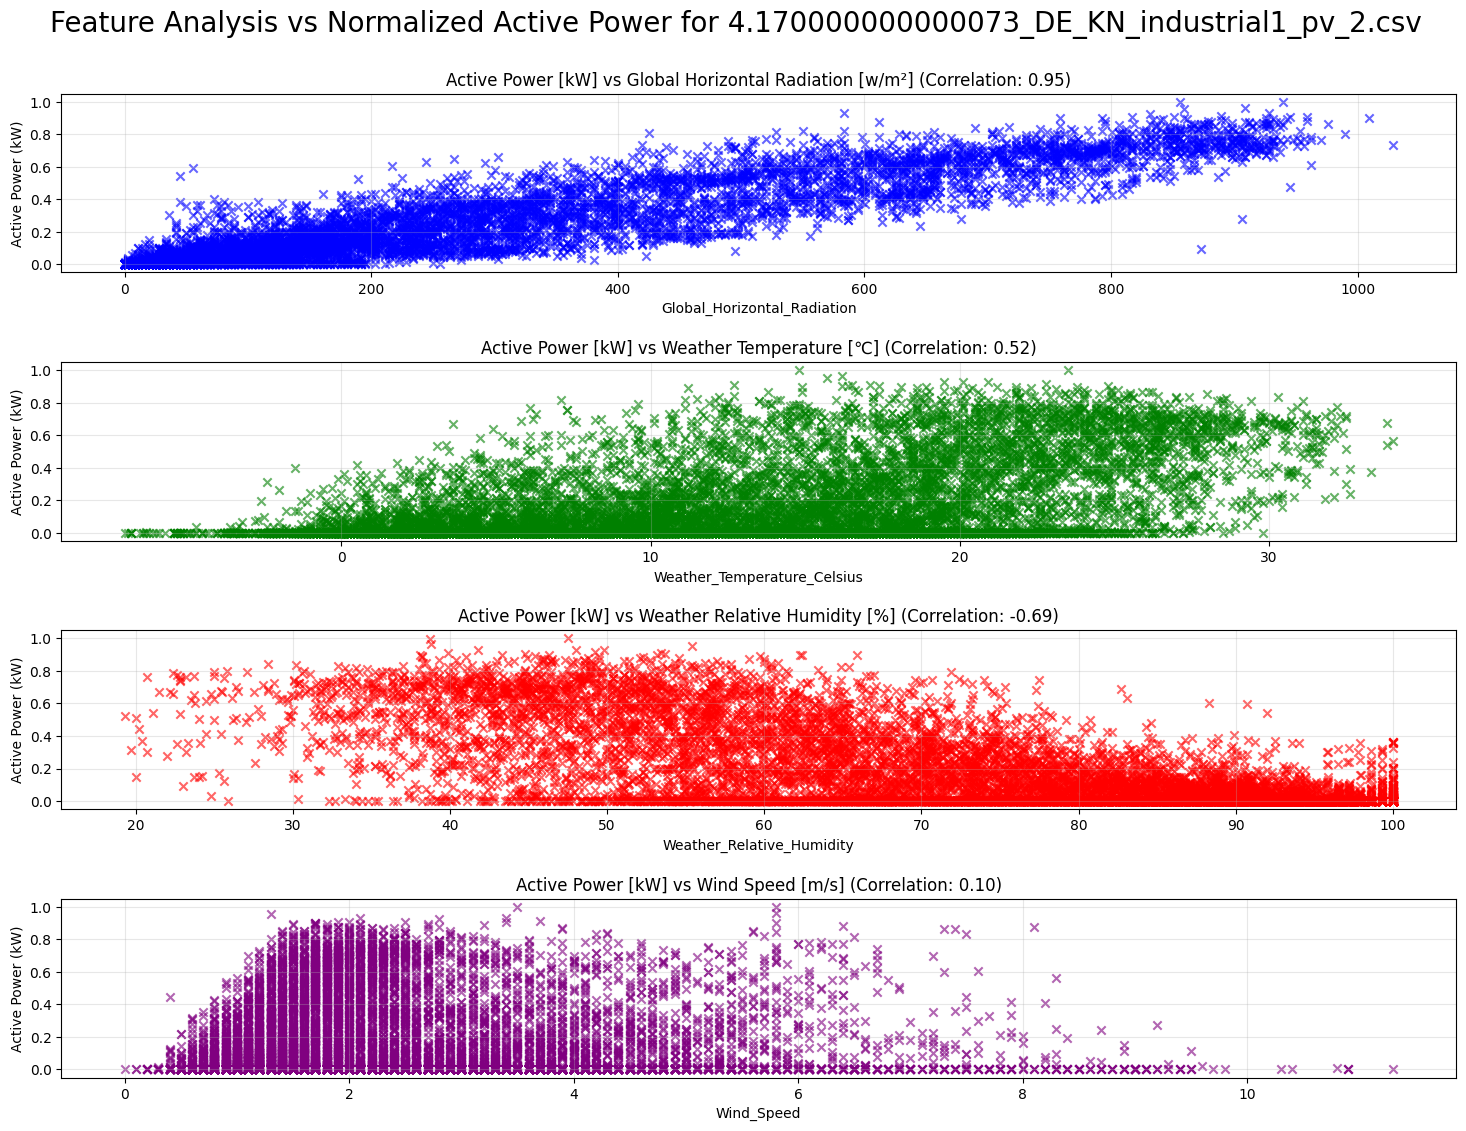 Feature Analysis vs Normalized Active Power for 4.170000000000073_DE_KN_industrial1_pv_2.csv
Active Power [kW] vs Global Horizontal Radiation [w/m²] (Correlation: 0.95)
Active Power (kW)
1.0
0.8
0.6
0.4
0.2
0.0
0 200 400 600 800 1000
Global_Horizontal_Radiation
Active Power [kW] vs Weather Temperature [℃] (Correlation: 0.52)
Active Power (kW)
1.0
0.8
0.6
0.4
0.2
0.0
0 10 20 30
Weather_Temperature_Celsius
Active Power [kW] vs Weather Relative Humidity [%] (Correlation: -0.69)
Active Power (kW)
1.0
0.8
0.6
0.4
0.2
0.0
20 30 40 50 60 70 80 90 100
Weather_Relative_Humidity
Active Power [kW] vs Wind Speed [m/s] (Correlation: 0.10)
Active Power (kW)
1.0
0.8
0.6
0.4
0.2
0.0
0 2 4 6 8 10
Wind_Speed